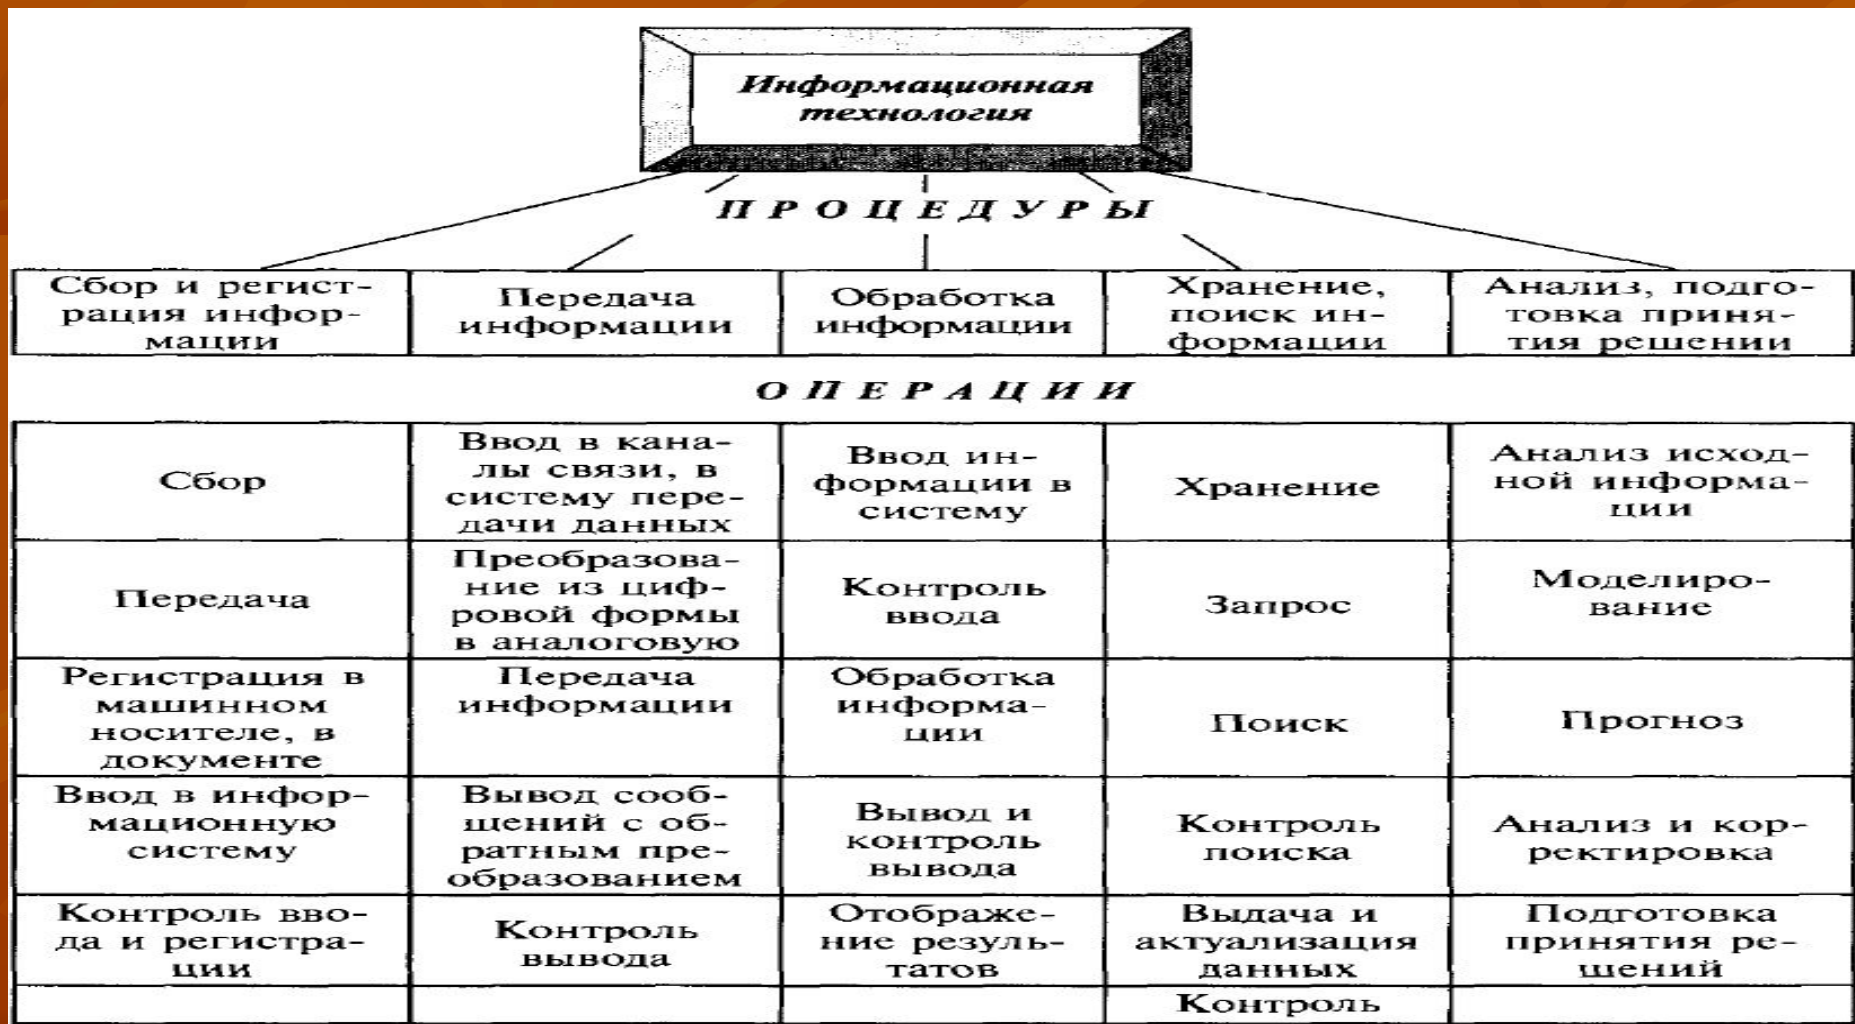 Информационная
технология
ПРОЦЕДУРЫ
Сбор и регист-
рация инфор-
мации
Передача
информации
Обработка
информации
Хранение,
поиск ин-
формации
Анализ, подго-
товка приня-
тия решении
ОПЕРАЦИИ
Сбор
Ввод в кана-
лы связи, в
систему пере-
дачи данных
Ввод ин-
формации в
систему
Хранение
Анализ исход-
ной информа-
ции
Передача
Преобразова-
ние из циф-
ровой формы
в аналоговую
Контроль
ввода
Запрос
Моделиро-
вание
Регистрация в
машинном
носителе, в
документе
Передача
информации
Обработка
информа-
ции
Поиск
Прогноз
Ввод в инфор-
мационную
систему
Вывод сооб-
щений с об-
ратным пре-
образованием
Вывод и
контроль
вывода
Контроль
поиска
Анализ и кор-
ректировка
Контроль вво-
да и регистра-
ции
Контроль
вывода
Отображе-
ние резуль-
татов
Выдача и
актуализация
данных
Подготовка
принятия ре-
шений
Контроль